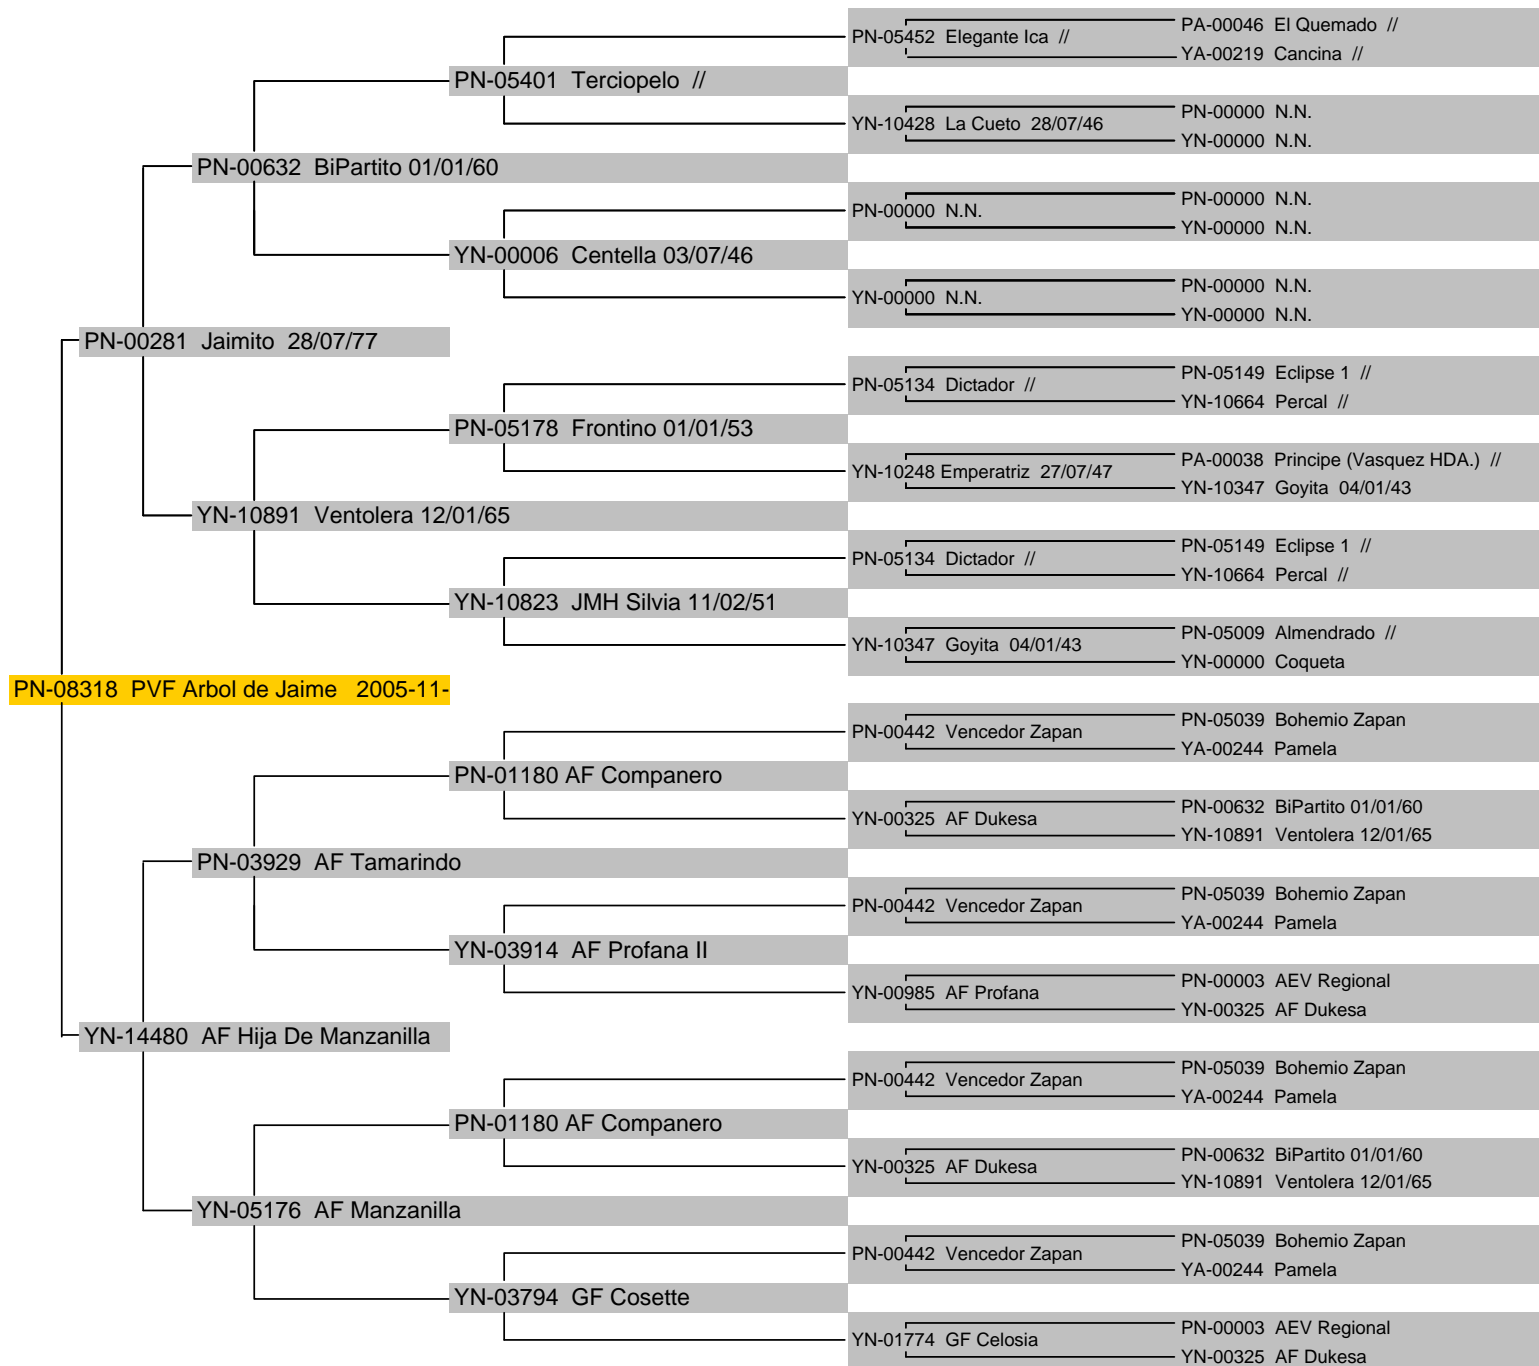 PA-00046 El Quemado //
PN-05452 Elegante Ica //
YA-00219 Cancina //
PN-05401 Terciopelo //
PN-00000 N.N.
YN-10428 La Cueto 28/07/46
YN-00000 N.N.
PN-00632 BiPartito 01/01/60
PN-00000 N.N.
PN-00000 N.N.
YN-00000 N.N.
YN-00006 Centella 03/07/46
PN-00000 N.N.
YN-00000 N.N.
YN-00000 N.N.
PN-00281 Jaimito 28/07/77
PN-05149 Eclipse 1 //
PN-05134 Dictador //
YN-10664 Percal //
PN-05178 Frontino 01/01/53
PA-00038 Principe (Vasquez HDA.) //
YN-10248 Emperatriz 27/07/47
YN-10347 Goyita 04/01/43
YN-10891 Ventolera 12/01/65
PN-05149 Eclipse 1 //
PN-05134 Dictador //
YN-10664 Percal //
YN-10823 JMH Silvia 11/02/51
PN-05009 Almendrado //
YN-10347 Goyita 04/01/43
YN-00000 Coqueta
PN-08318 PVF Arbol de Jaime 2005-11-
PN-05039 Bohemio Zapan
PN-00442 Vencedor Zapan
YA-00244 Pamela
PN-01180 AF Companero
PN-00632 BiPartito 01/01/60
YN-00325 AF Dukesa
YN-10891 Ventolera 12/01/65
PN-03929 AF Tamarindo
PN-05039 Bohemio Zapan
PN-00442 Vencedor Zapan
YA-00244 Pamela
YN-03914 AF Profana II
PN-00003 AEV Regional
YN-00985 AF Profana
YN-00325 AF Dukesa
YN-14480 AF Hija De Manzanilla
PN-05039 Bohemio Zapan
PN-00442 Vencedor Zapan
YA-00244 Pamela
PN-01180 AF Companero
PN-00632 BiPartito 01/01/60
YN-00325 AF Dukesa
YN-10891 Ventolera 12/01/65
YN-05176 AF Manzanilla
PN-05039 Bohemio Zapan
PN-00442 Vencedor Zapan
YA-00244 Pamela
YN-03794 GF Cosette
PN-00003 AEV Regional
YN-01774 GF Celosia
YN-00325 AF Dukesa